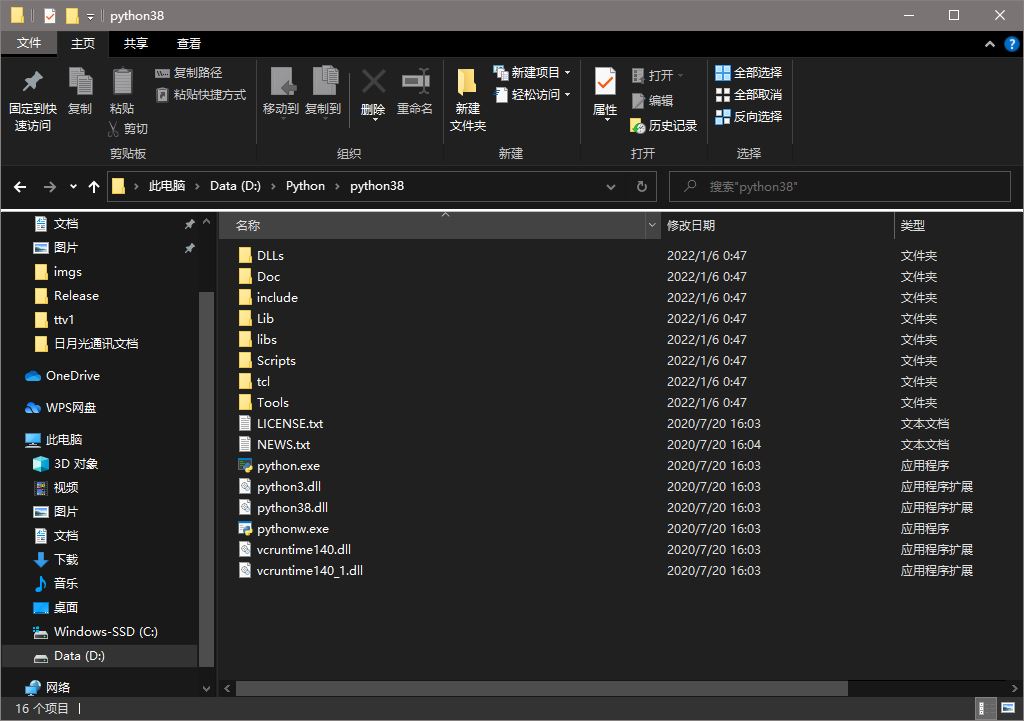 python38
文件 主页 共享 查看
固定到快速访问
复制
粘贴
复制路径
粘贴快捷方式
剪切
剪贴板
移动到
复制到
删除
重命名
组织
新建文件夹
新建项目
轻松访问
新建
属性
打开
编辑
历史记录
打开
全部选择
全部取消
反向选择
选择
此电脑 Data (D:) Python python38
搜索"python38"
文档
图片
imgs
Release
ttv1
日月光通讯文档
OneDrive
WPS网盘
此电脑
3D 对象
视频
图片
文档
下载
音乐
桌面
Windows-SSD (C:)
Data (D:)
网络
名称 修改日期 类型
DLLs 2022/1/6 0:47 文件夹
Doc 2022/1/6 0:47 文件夹
include 2022/1/6 0:47 文件夹
Lib 2022/1/6 0:47 文件夹
libs 2022/1/6 0:47 文件夹
Scripts 2022/1/6 0:47 文件夹
tcl 2022/1/6 0:47 文件夹
Tools 2022/1/6 0:47 文件夹
LICENSE.txt 2020/7/20 16:03 文本文档
NEWS.txt 2020/7/20 16:04 文本文档
python.exe 2020/7/20 16:03 应用程序
python3.dll 2020/7/20 16:03 应用程序扩展
python38.dll 2020/7/20 16:03 应用程序扩展
pythonw.exe 2020/7/20 16:03 应用程序
vcruntime140.dll 2020/7/20 16:03 应用程序扩展
vcruntime140_1.dll 2020/7/20 16:03 应用程序扩展
16 个项目